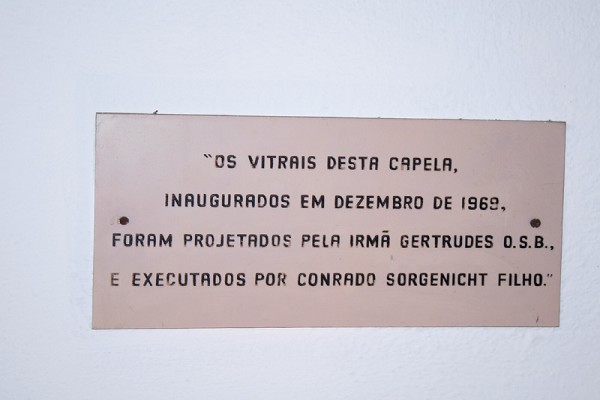 "OS VITRAIS DESTA CAPELA,
INAUGURADOS EM DEZEMBRO DE 1969,
FORAM PROJETADOS PELA IRMÃ GERTRUDES O.S.B.,
E EXECUTADOS POR CONRADO SORGENICHT FILHO."